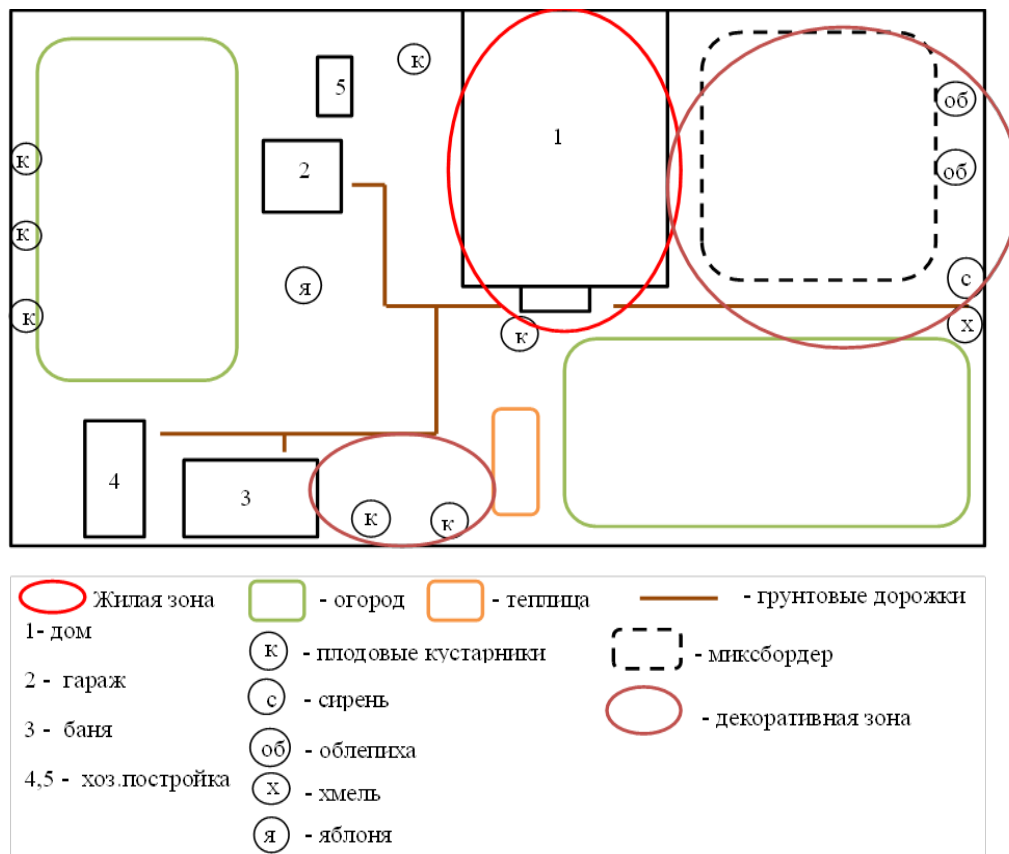 к
5
1
об
к
2
об
к
я
с
к
к
х
4
3
к
к
Жилая зона
- огород
- теплица
- грунтовые дорожки
1- дом
к - плодовые кустарники
- миксбордер
2 - гараж
с - сирень
- декоративная зона
3 - баня
об - облепиха
4,5 - хоз.постройка
х - хмель
я - яблоня